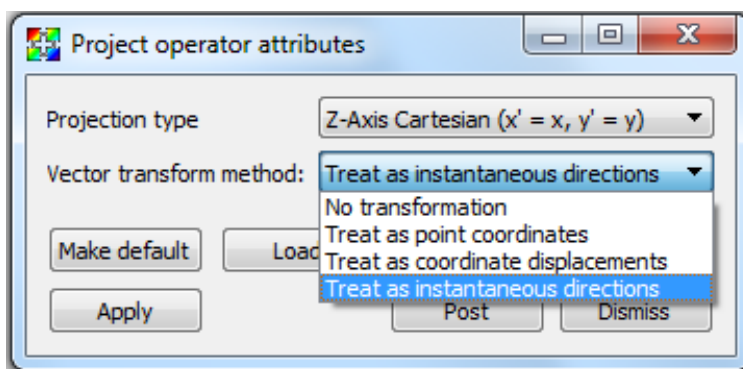 Project operator attributes
Projection type
Z-Axis Cartesian (x' = x, y' = y)
Vector transform method:
Treat as instantaneous directions
No transformation
Treat as point coordinates
Treat as coordinate displacements
Treat as instantaneous directions
Make default
Load
Apply
Post
Dismiss